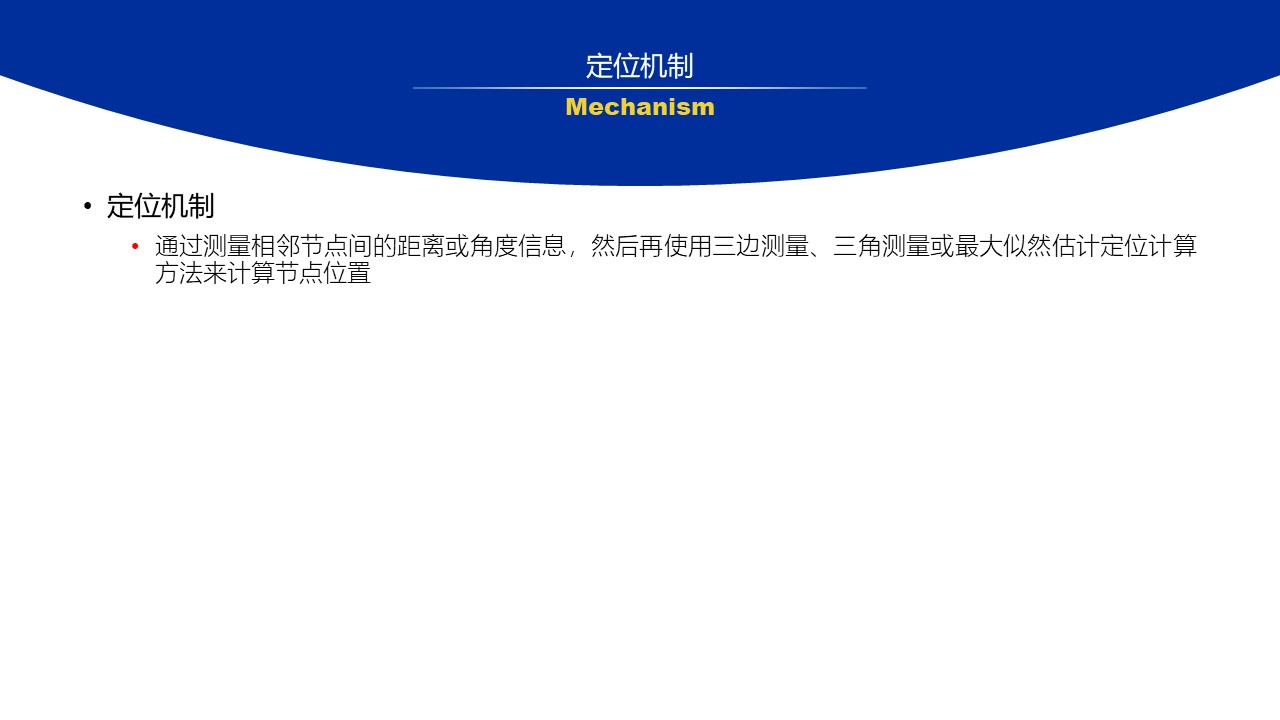 定位机制
Mechanism
• 定位机制
• 通过测量相邻节点间的距离或角度信息，然后再使用三边测量、三角测量或最大似然估计定位计算
方法来计算节点位置